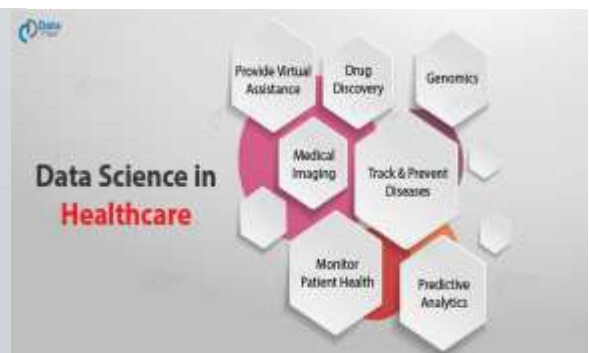 Data
Data Science in
Healthcare
Provide Virtual
Assistance
Drug
Discovery
Genomics
Medical
Imaging
Track & Prevent
Diseases
Monitor
Patient Health
Predictive
Analytics